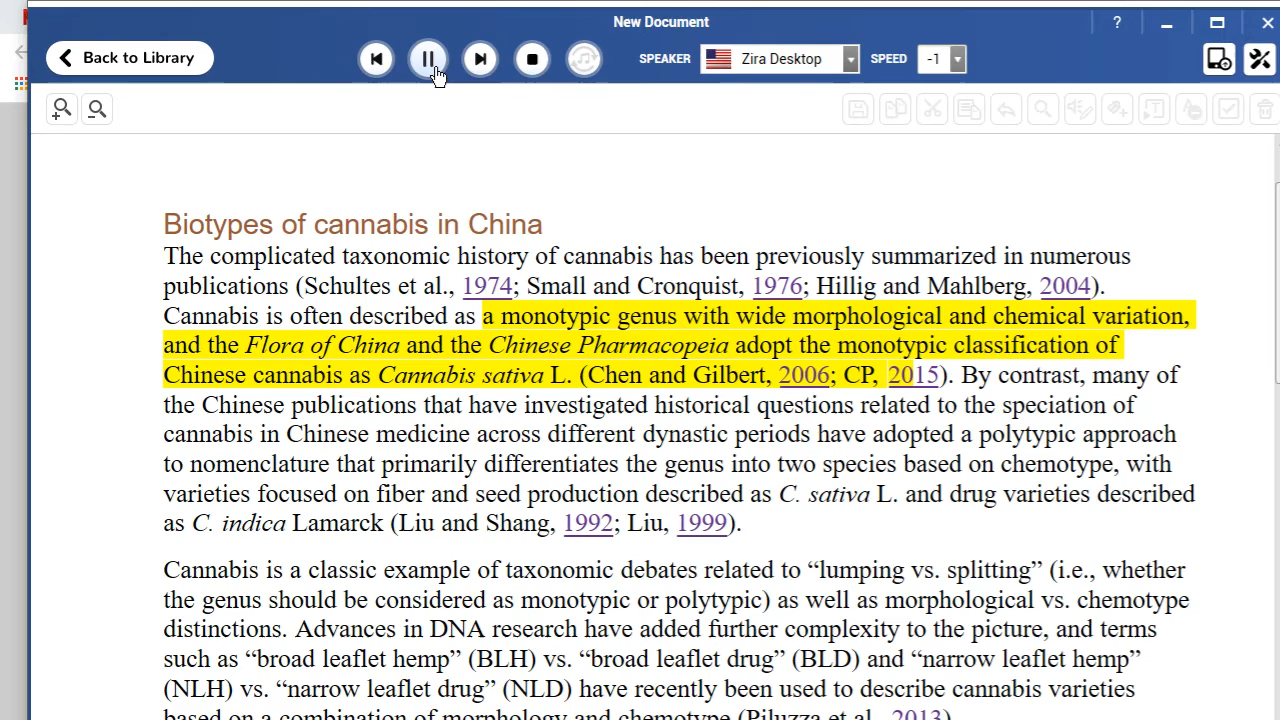 New Document
?
Back to Library
SPEAKER
Zira Desktop
SPEED
-1
Biotypes of cannabis in China
The complicated taxonomic history of cannabis has been previously summarized in numerous
publications (Schultes et al., 1974; Small and Cronquist, 1976; Hillig and Mahlberg, 2004).
Cannabis is often described as a monotypic genus with wide morphological and chemical variation,
and the Flora of China and the Chinese Pharmacopeia adopt the monotypic classification of
Chinese cannabis as Cannabis sativa L. (Chen and Gilbert, 2006; CP, 2015). By contrast, many of
the Chinese publications that have investigated historical questions related to the speciation of
cannabis in Chinese medicine across different dynastic periods have adopted a polytypic approach
to nomenclature that primarily differentiates the genus into two species based on chemotype, with
varieties focused on fiber and seed production described as C. sativa L. and drug varieties described
as C. indica Lamarck (Liu and Shang, 1992; Liu, 1999).
Cannabis is a classic example of taxonomic debates related to “lumping vs. splitting” (i.e., whether
the genus should be considered as monotypic or polytypic) as well as morphological vs. chemotype
distinctions. Advances in DNA research have added further complexity to the picture, and terms
such as “broad leaflet hemp” (BLH) vs. “broad leaflet drug” (BLD) and “narrow leaflet hemp”
(NLH) vs. “narrow leaflet drug” (NLD) have recently been used to describe cannabis varieties
based on a combination of morphology and chemotype (Piluzza et al., 2013).